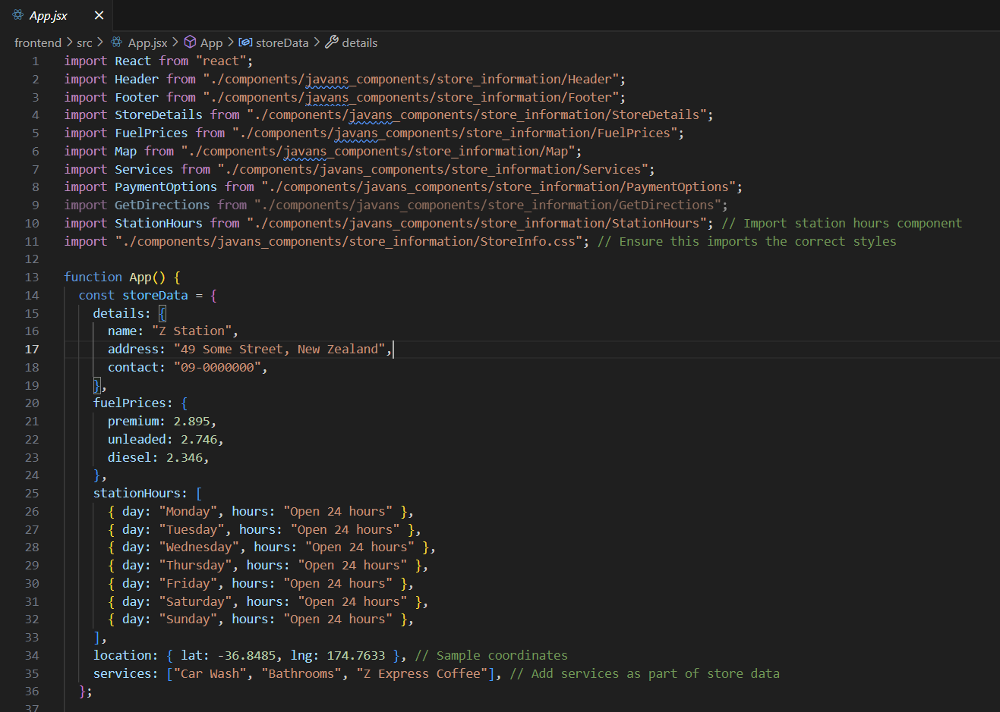 App.jsx
frontend > src > App.jsx > App > storeData > details
1 import React from "react";
2 import Header from "./components/javans_components/store_information/Header";
3 import Footer from "./components/javans_components/store_information/Footer";
4 import StoreDetails from "./components/javans_components/store_information/StoreDetails";
5 import FuelPrices from "./components/javans_components/store_information/FuelPrices";
6 import Map from "./components/javans_components/store_information/Map";
7 import Services from "./components/javans_components/store_information/Services";
8 import PaymentOptions from "./components/javans_components/store_information/PaymentOptions";
9 import GetDirections from "./components/javans_components/store_information/GetDirections";
10 import StationHours from "./components/javans_components/store_information/StationHours"; // Import station hours component
11 import "./components/javans_components/store_information/StoreInfo.css"; // Ensure this imports the correct styles
12
13 function App() {
14 const storeData = {
15 details: {
16 name: "Z Station",
17 address: "49 Some Street, New Zealand",
18 contact: "09-0000000",
19 },
20 fuelPrices: {
21 premium: 2.895,
22 unleaded: 2.746,
23 diesel: 2.346,
24 },
25 stationHours: [
26 { day: "Monday", hours: "Open 24 hours" },
27 { day: "Tuesday", hours: "Open 24 hours" },
28 { day: "Wednesday", hours: "Open 24 hours" },
29 { day: "Thursday", hours: "Open 24 hours" },
30 { day: "Friday", hours: "Open 24 hours" },
31 { day: "Saturday", hours: "Open 24 hours" },
32 { day: "Sunday", hours: "Open 24 hours" },
33 ],
34 location: { lat: -36.8485, lng: 174.7633 }, // Sample coordinates
35 services: ["Car Wash", "Bathrooms", "Z Express Coffee"], // Add services as part of store data
36 };
37